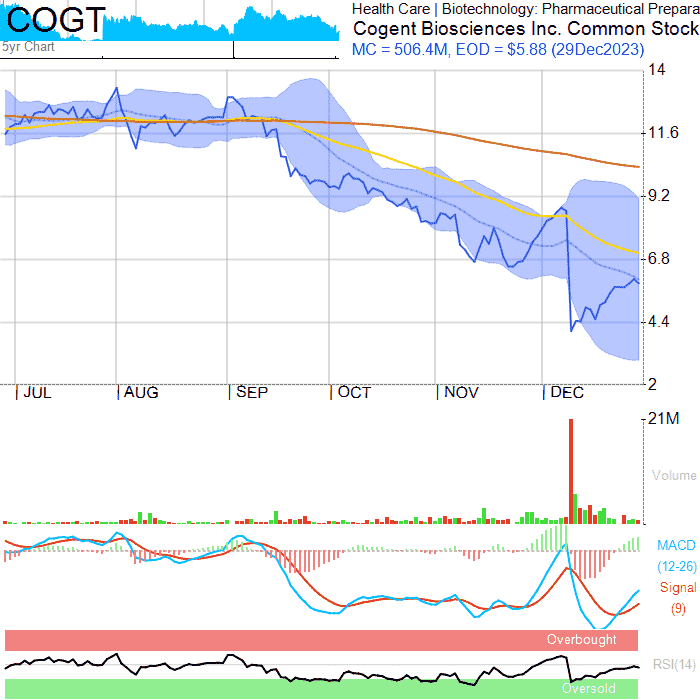 COGT
5yr Chart
Health Care | Biotechnology: Pharmaceutical Prepara
Cogent Biosciences Inc. Common Stock
MC = 506.4M, EOD = $5.88 (29Dec2023)
14
11.6
9.2
6.8
4.4
2
JUL AUG SEP OCT NOV DEC
21M
Volume
MACD
(12-26)
Signal
(9)
Overbought
RSI(14)
Oversold